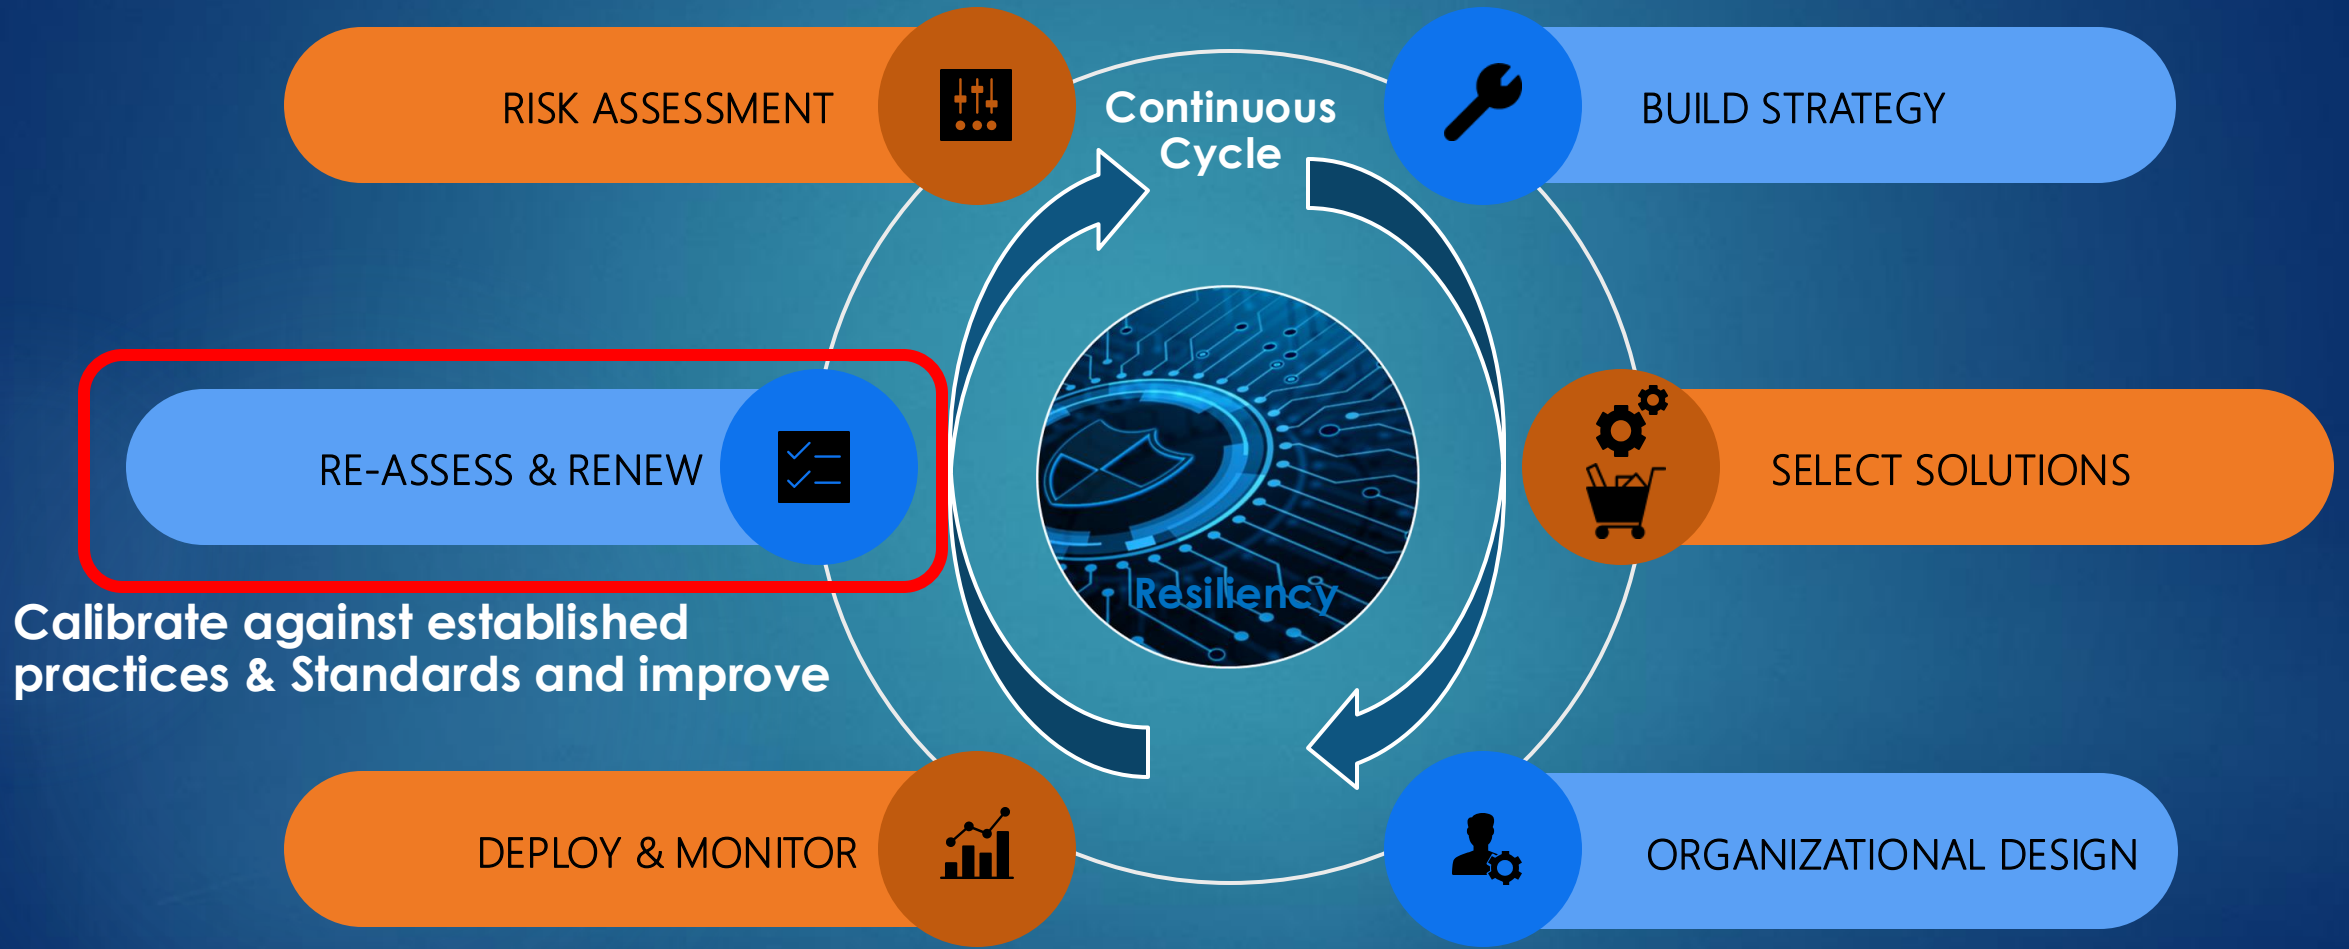 RISK ASSESSMENT
Continuous
Cycle
BUILD STRATEGY
RE-ASSESS & RENEW
SELECT SOLUTIONS
Resiliency
Calibrate against established
practices & Standards and improve
DEPLOY & MONITOR
ORGANIZATIONAL DESIGN